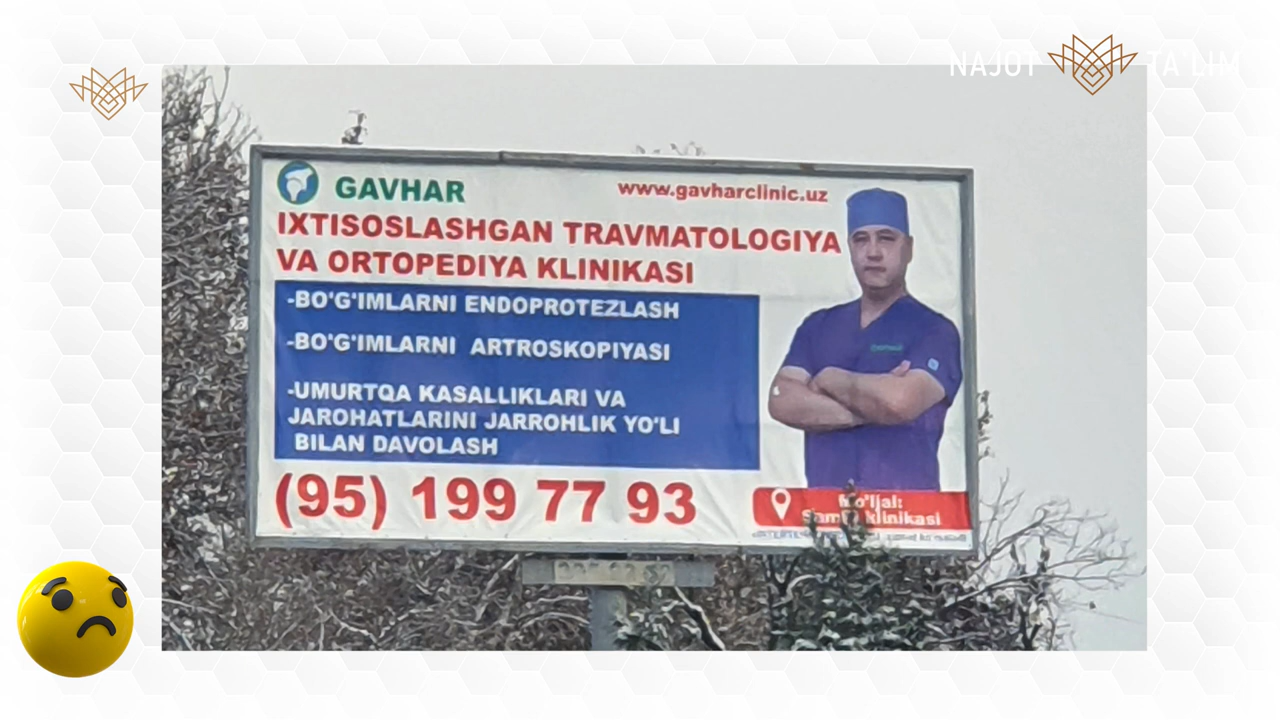 NAJOT TA'LIM
GAVHAR
www.gavharclinic.uz
IXTISOSLASHGAN TRAVMATOLOGIYA
VA ORTOPEDIYA KLINIKASI
-BO'G'IMLARNI ENDOPROTEZLASH
-BO'G'IMLARNI ARTROSKOPIYASI
-UMURTQA KASALLIKLARI VA
JAROHATLARINI JARROHLIK YO'LI
BILAN DAVOLASH
(95) 199 77 93
Mo'ljal:
klinikasi